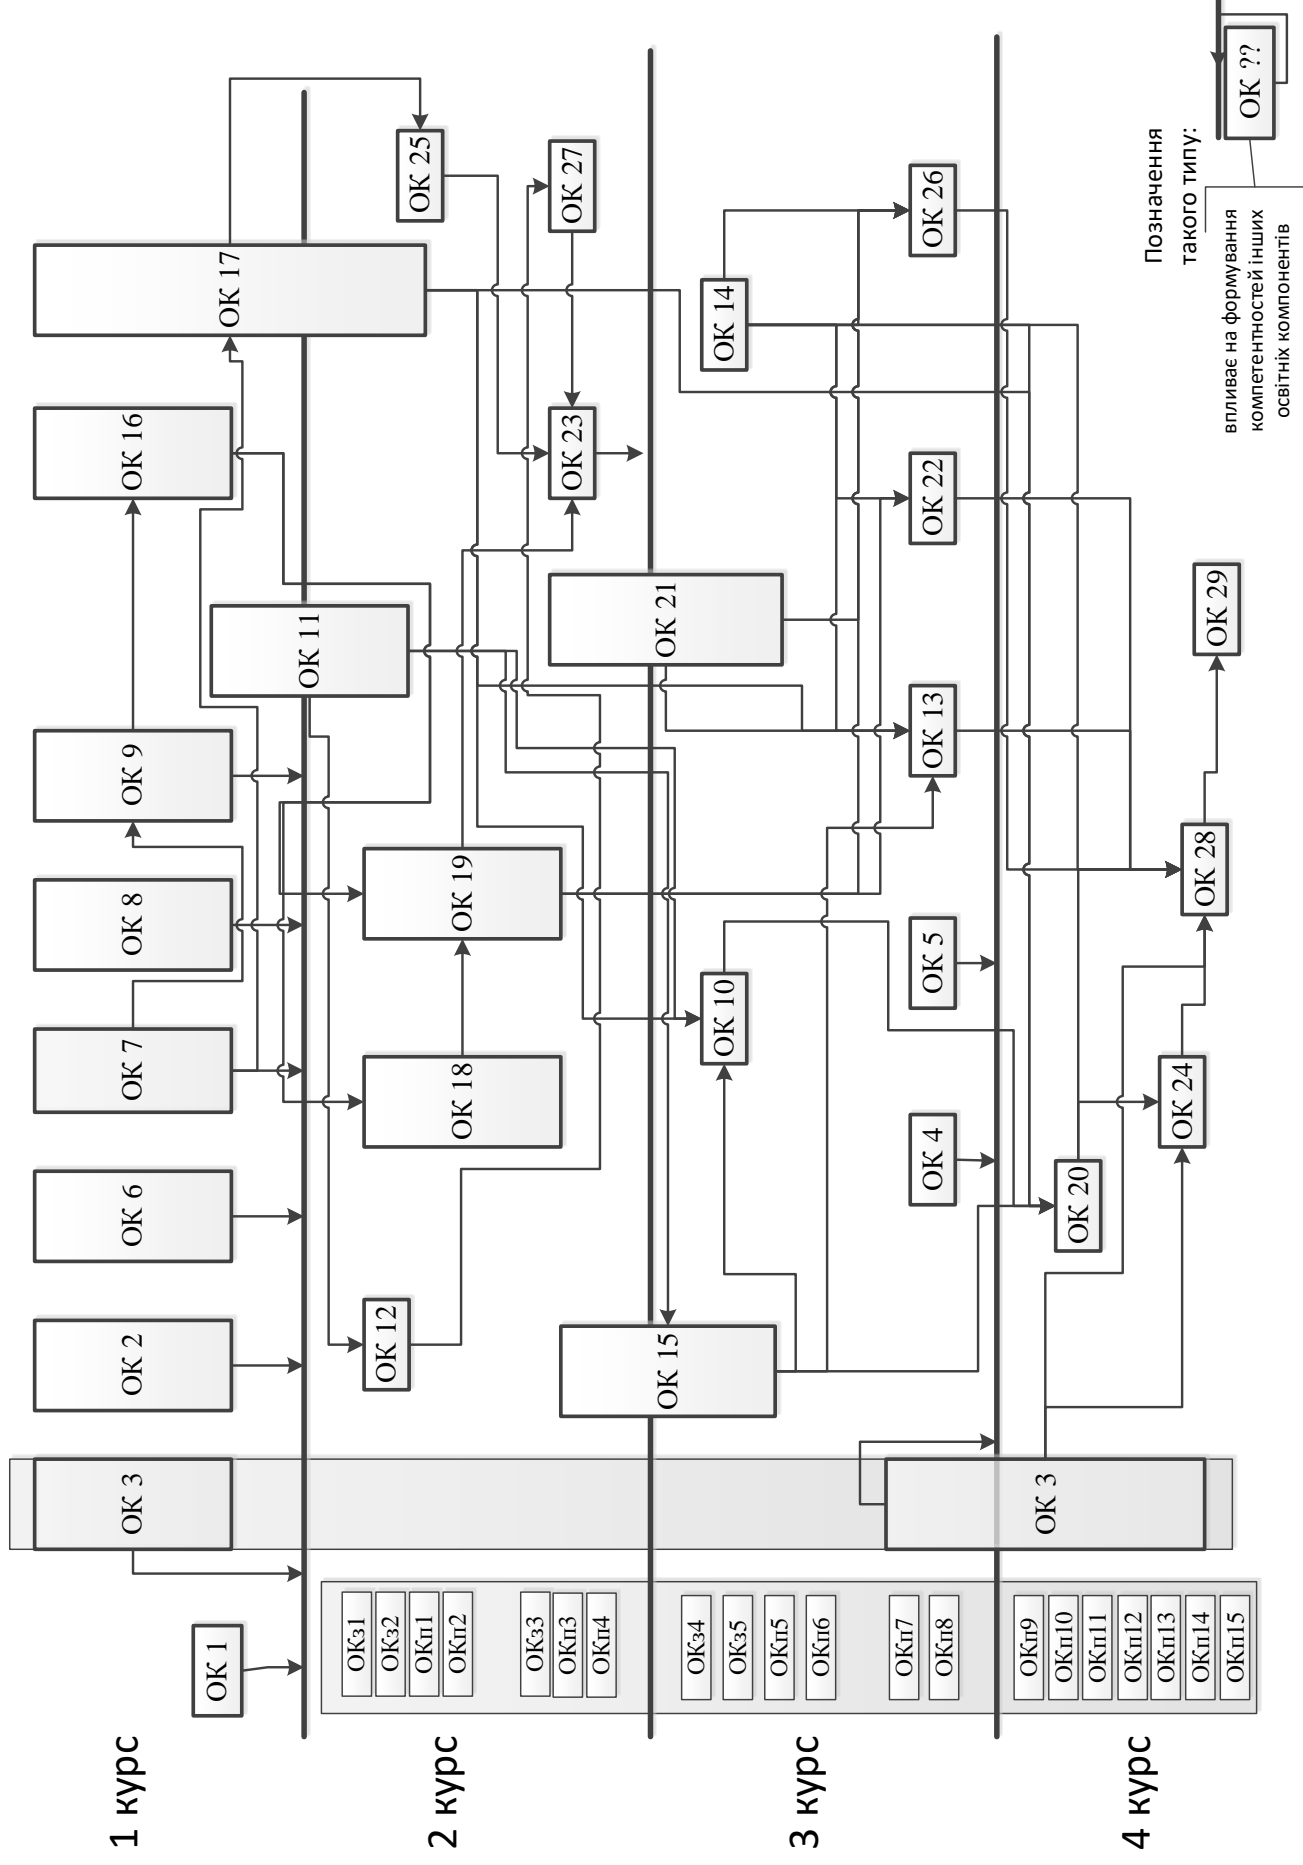 1 курс
ОК 1
ОК 3
ОК 2
ОК 6
ОК 7
ОК 8
ОК 9
ОК 16
ОК 17
ОК 11
2 курс
ОКз1
ОКз2
ОКп1
ОКп2
ОКз3
ОКп3
ОКп4
ОК 12
ОК 18
ОК 19
ОК 25
ОК 23
ОК 27
3 курс
ОКз4
ОКз5
ОКп5
ОКп6
ОКп7
ОКп8
ОК 15
ОК 21
ОК 10
ОК 14
ОК 4
ОК 5
ОК 13
ОК 22
ОК 26
4 курс
ОКп9
ОКп10
ОКп11
ОКп12
ОКп13
ОКп14
ОКп15
ОК 3
ОК 20
ОК 24
ОК 28
ОК 29
Позначення
такого типу:
ОК ??
впливає на формування
компетентностей інших
освітніх компонентів